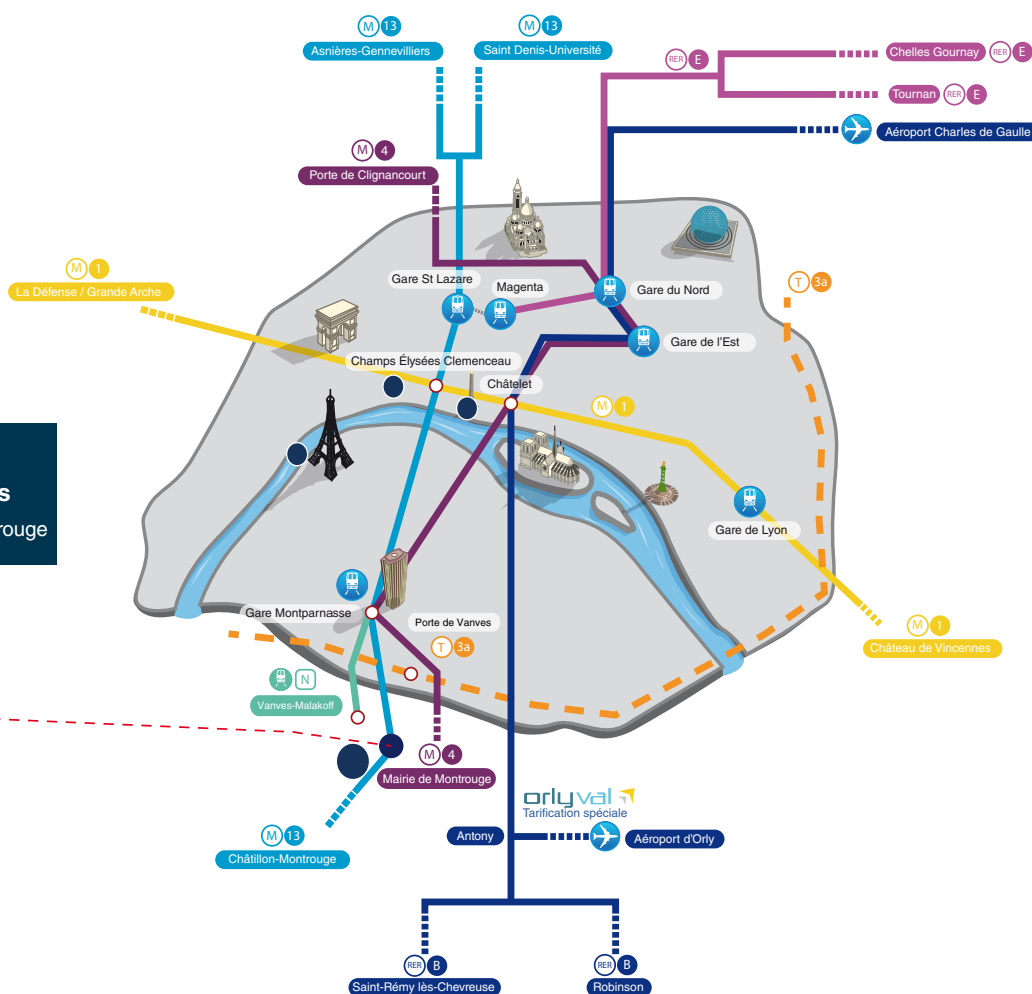 M 13
Asnières-Gennevilliers
M 13
Saint Denis-Université
RER E
Chelles Gournay RER E
Tournan RER E
Aéroport Charles de Gaulle
M 4
Porte de Clignancourt
M 1
La Défense / Grande Arche
T 3a
Gare St Lazare
Magenta
Gare du Nord
Gare de l'Est
Champs Élysées Clemenceau
Châtelet
M 1
s
rouge
Gare de Lyon
Gare Montparnasse
Porte de Vanves
T 3a
M 1
Château de Vincennes
N
Vanves-Malakoff
M 4
Mairie de Montrouge
orlyval
Tarification spéciale
M 13
Châtillon-Montrouge
Antony
Aéroport d'Orly
RER B
Saint-Rémy lès-Chevreuse
RER B
Robinson